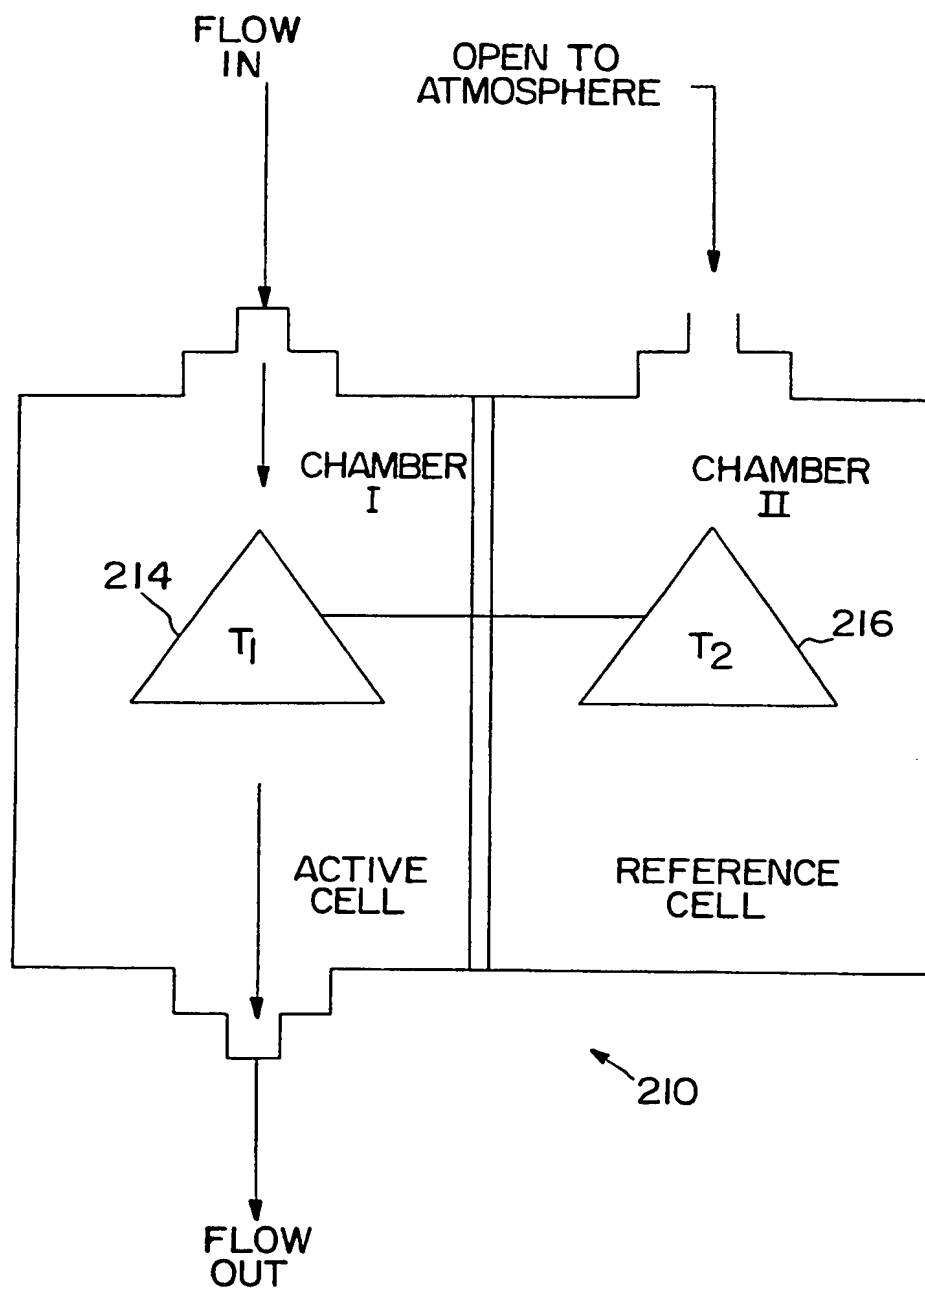 FLOW
IN
OPEN TO
ATMOSPHERE
CHAMBER
I
CHAMBER
II
214
T1
T2
216
ACTIVE
CELL
REFERENCE
CELL
210
FLOW
OUT